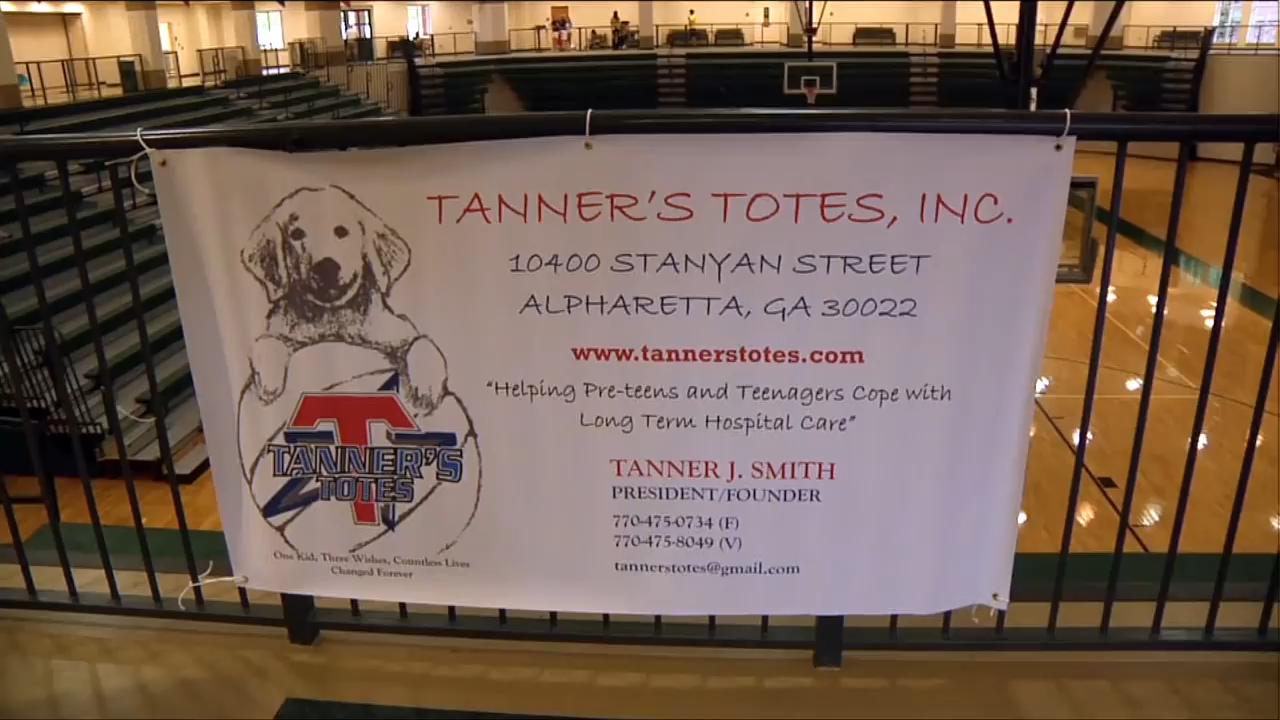 TANNER'S TOTES, INC.
10400 STANYAN STREET
ALPHARETTA, GA 30022
www.tannerstotes.com
"Helping Pre-teens and Teenagers Cope with
Long Term Hospital Care"
TANNER J. SMITH
PRESIDENT/FOUNDER
770-475-0734 (F)
770-475-8049 (V)
tannerstotes@gmail.com
T
TANNER'S
TOTES
One Kid, Three Wishes, Countless Lives
Changed Forever